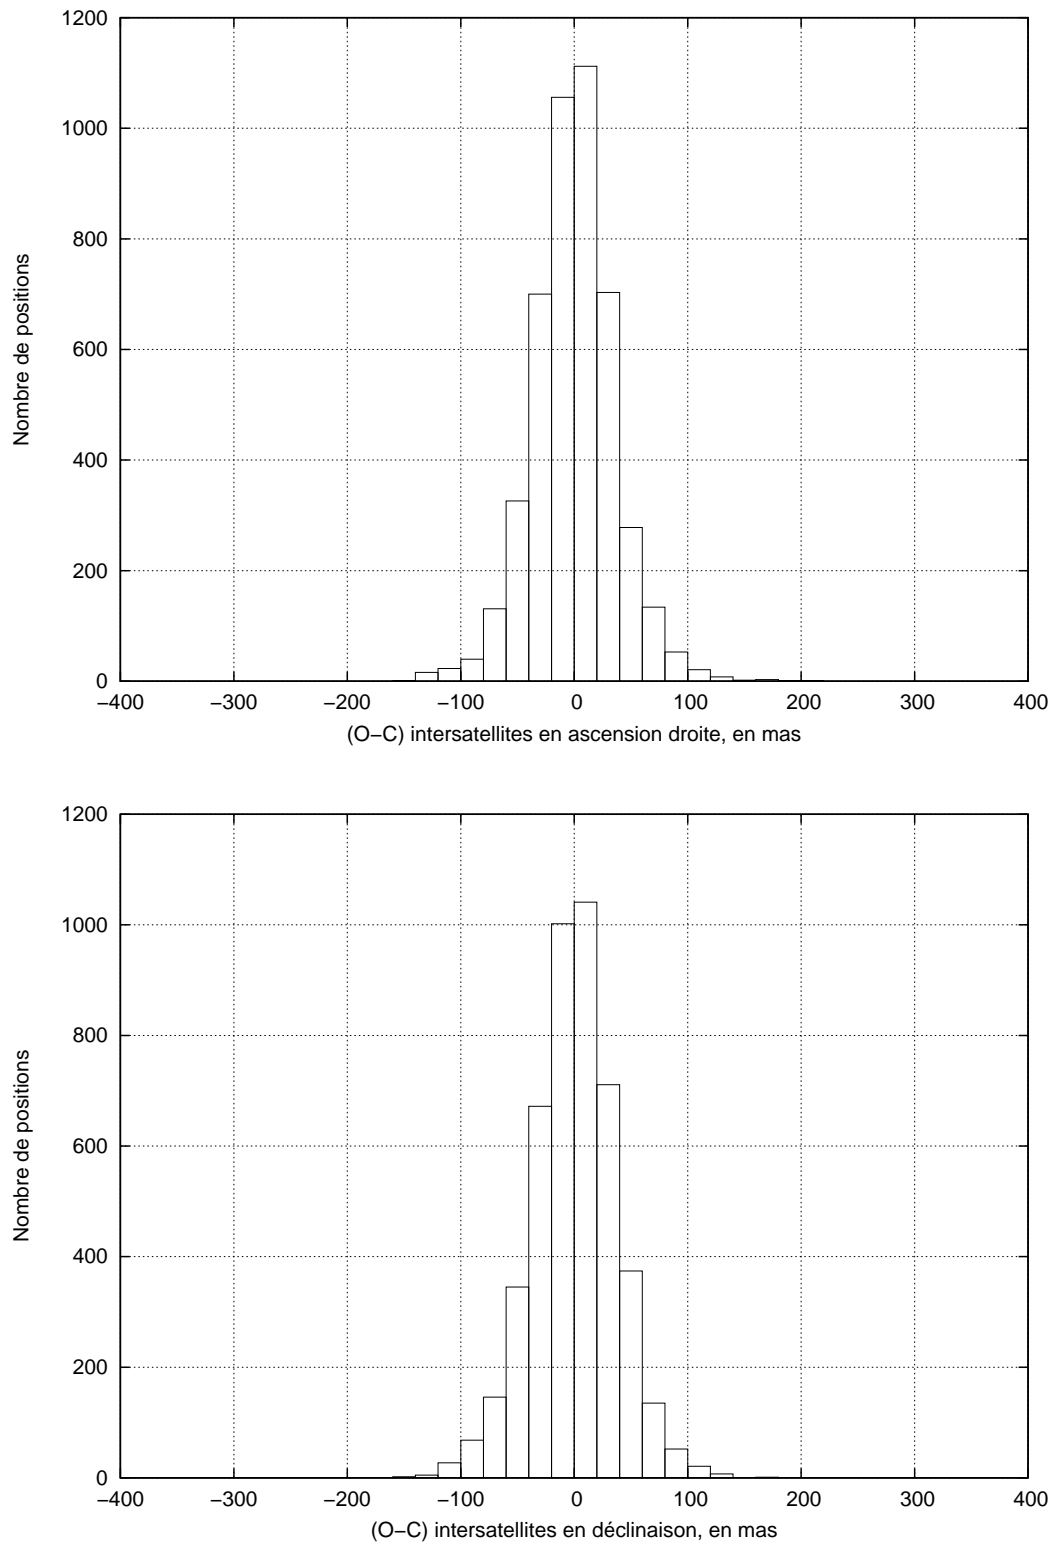 1200
1000
800
600
400
200
0
Nombre de positions
−400 −300 −200 −100 0 100 200 300 400
(O−C) intersatellites en ascension droite, en mas
1200
1000
800
600
400
200
0
Nombre de positions
−400 −300 −200 −100 0 100 200 300 400
(O−C) intersatellites en déclinaison, en mas